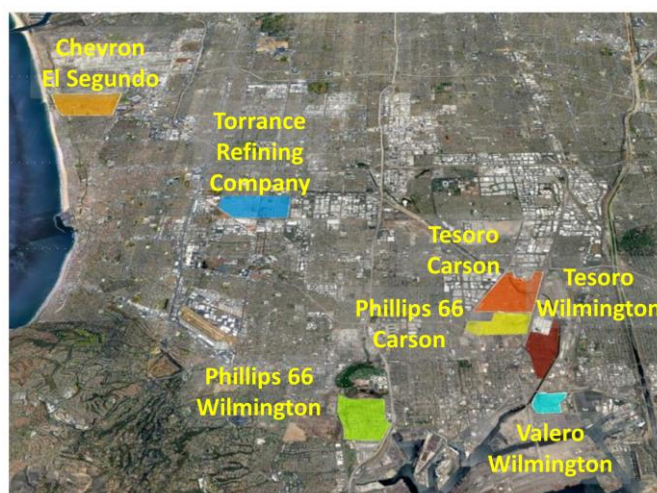 Chevron
El Segundo
Torrance
Refining
Company
Tesoro
Carson
Tesoro
Wilmington
Phillips 66
Carson
Phillips 66
Wilmington
Valero
Wilmington